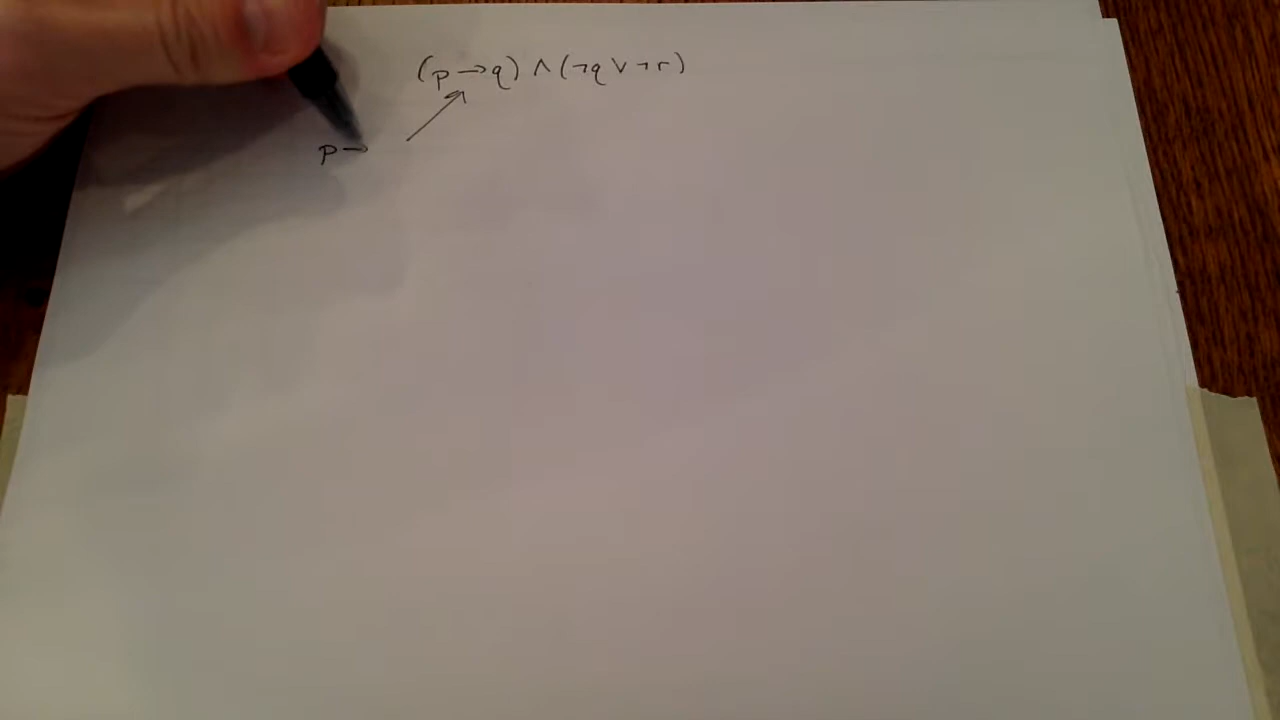 (p → q) ∧ (¬q ∨ ¬r)
p →